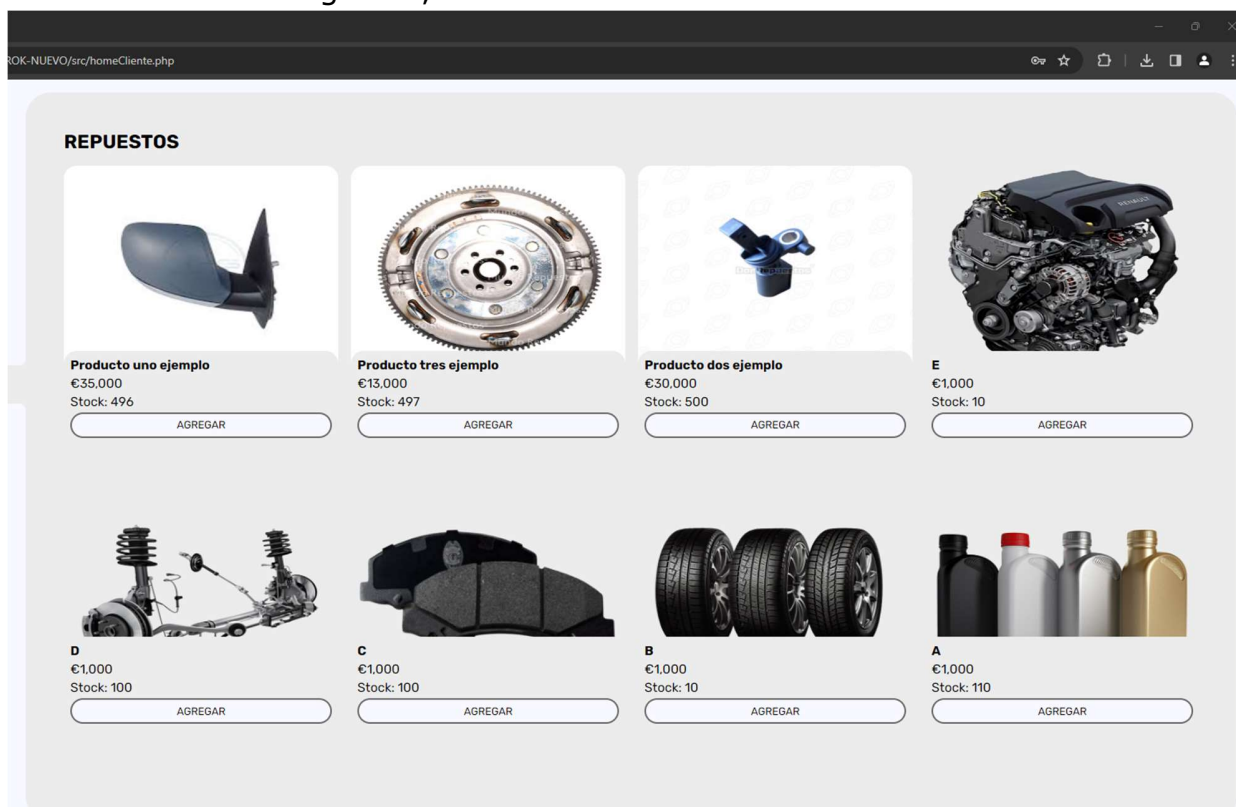 ROK-NUEVO/src/homeCliente.php
REPUESTOS
Producto uno ejemplo
€35,000
Stock: 496
AGREGAR
Producto tres ejemplo
€13,000
Stock: 497
AGREGAR
Producto dos ejemplo
€30,000
Stock: 500
AGREGAR
RENAULT
E
€1,000
Stock: 10
AGREGAR
D
€1,000
Stock: 100
AGREGAR
C
€1,000
Stock: 100
AGREGAR
B
€1,000
Stock: 10
AGREGAR
A
€1,000
Stock: 110
AGREGAR